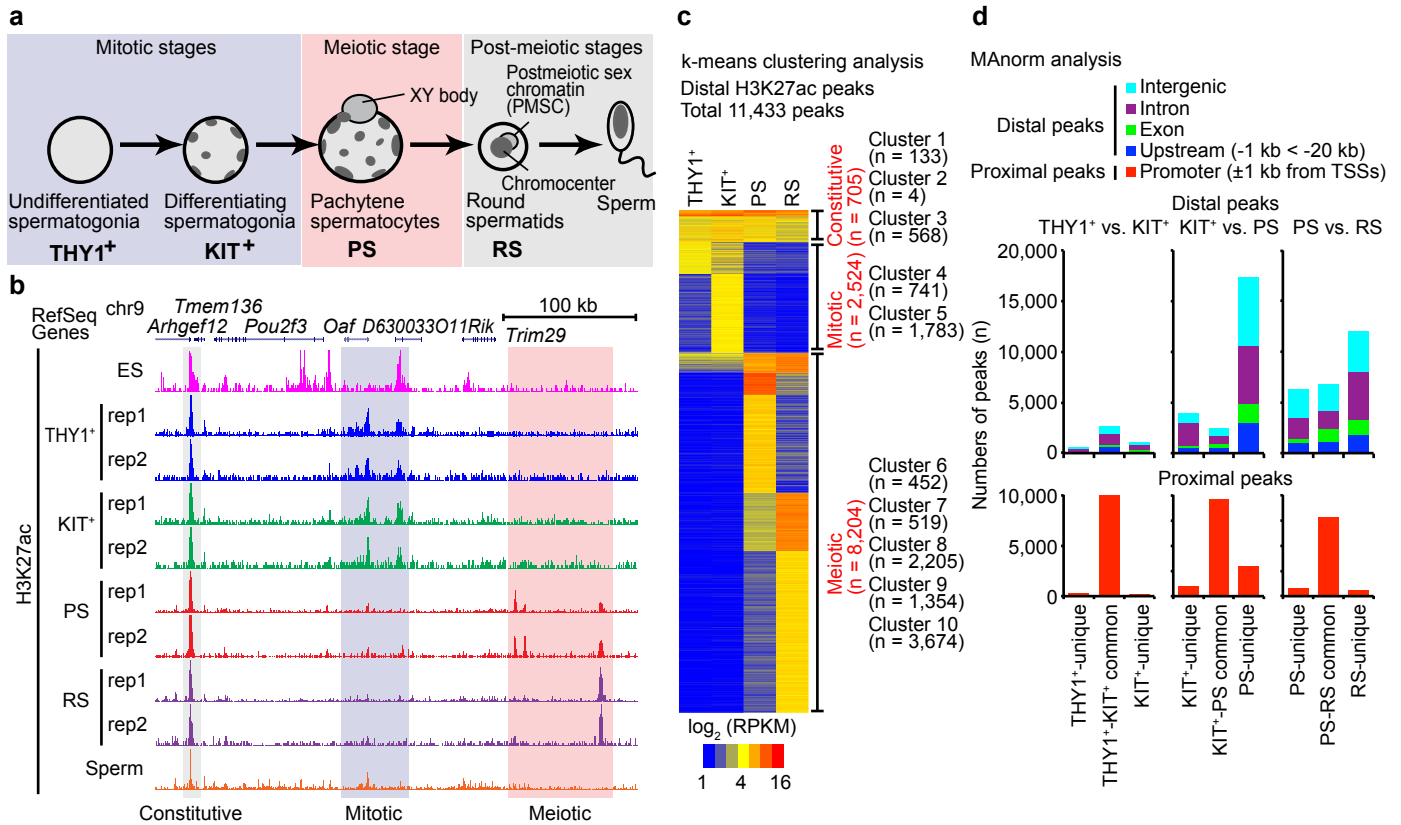 a
Mitotic stages
Meiotic stage
Post-meiotic stages
Postmeiotic sex
chromatin
(PMSC)
XY body
Chromocenter
Undifferentiated
spermatogonia
THY1+
Differentiating
spermatogonia
KIT+
Pachytene
spermatocytes
PS
Round
spermatids
RS
Sperm
b
RefSeq
Genes
chr9
Tmem136
Arhgef12
Pou2f3
Oaf
D630033O11Rik
Trim29
100 kb
H3K27ac
ES
THY1+
rep1
rep2
KIT+
rep1
rep2
PS
rep1
rep2
RS
rep1
rep2
Sperm
Constitutive
Mitotic
Meiotic
c
k-means clustering analysis
Distal H3K27ac peaks
Total 11,433 peaks
THY1+
KIT+
PS
RS
Constitutive
(n = 705)
Mitotic
(n = 2,524)
Meiotic
(n = 8,204)
Cluster 1
(n = 133)
Cluster 2
(n = 4)
Cluster 3
(n = 568)
Cluster 4
(n = 741)
Cluster 5
(n = 1,783)
Cluster 6
(n = 452)
Cluster 7
(n = 519)
Cluster 8
(n = 2,205)
Cluster 9
(n = 1,354)
Cluster 10
(n = 3,674)
log2 (RPKM)
1 4 16
d
MAnorm analysis
Distal peaks
Intergenic
Intron
Exon
Upstream (-1 kb < -20 kb)
Proximal peaks
Promoter (±1 kb from TSSs)
Distal peaks
THY1+ vs. KIT+
KIT+ vs. PS
PS vs. RS
Numbers of peaks (n)
20,000
15,000
10,000
5,000
0
Proximal peaks
10,000
5,000
0
THY1+-unique
THY1+-KIT+ common
KIT+-unique
KIT+-unique
KIT+-PS common
PS-unique
PS-unique
PS-RS common
RS-unique